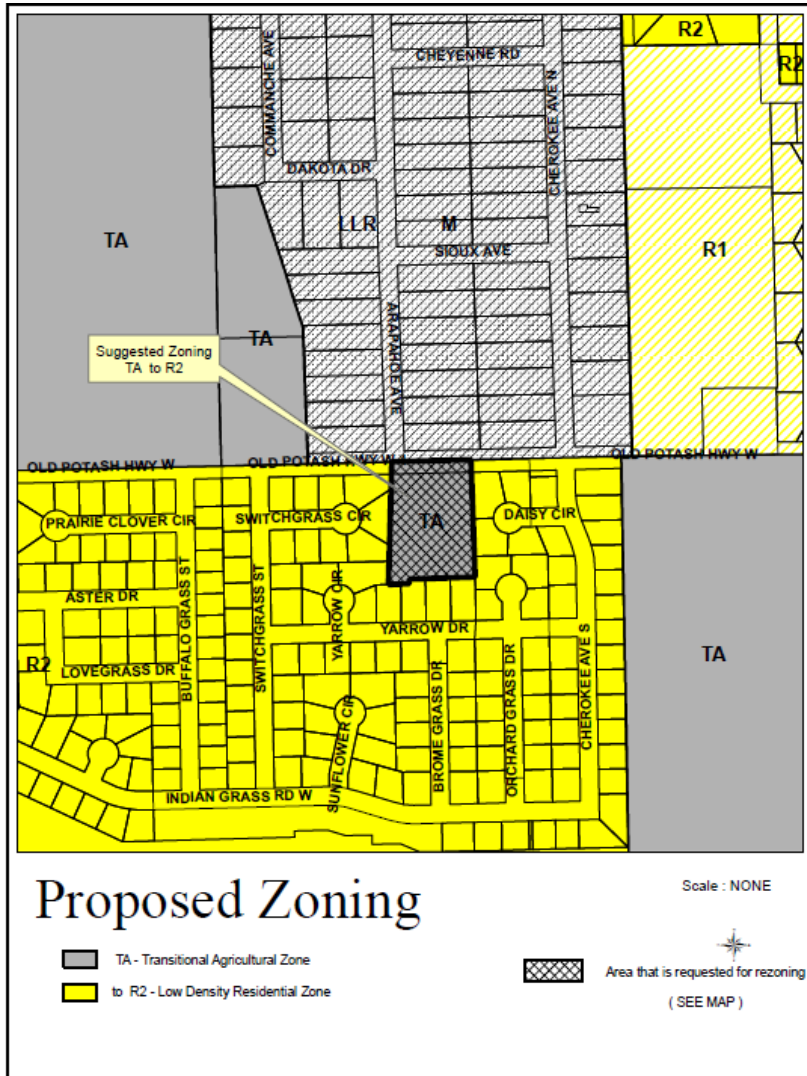 R2
R2
CHEYENNE RD
COMMANCHE AVE
CHEROKEE AVE N
DAKOTA DR
LLR
M
TA
R1
SIOUX AVE
ARAPAHOE AVE
TA
Suggested Zoning
TA to R2
OLD POTASH HWY W
OLD POTASH HWY W
OLD POTASH HWY W
PRAIRIE CLOVER CIR
SWITCHGRASS CIR
TA
DAISY CIR
ASTER DR
BUFFALO GRASS ST
SWITCHGRASS ST
YARROW CIR
YARROW DR
R2
LOVEGRASS DR
TA
SUNFLOWER CIR
BROME GRASS DR
ORCHARD GRASS DR
CHEROKEE AVE S
INDIAN GRASS RD W
Proposed Zoning
Scale : NONE
TA - Transitional Agricultural Zone
to R2 - Low Density Residential Zone
Area that is requested for rezoning
( SEE MAP )